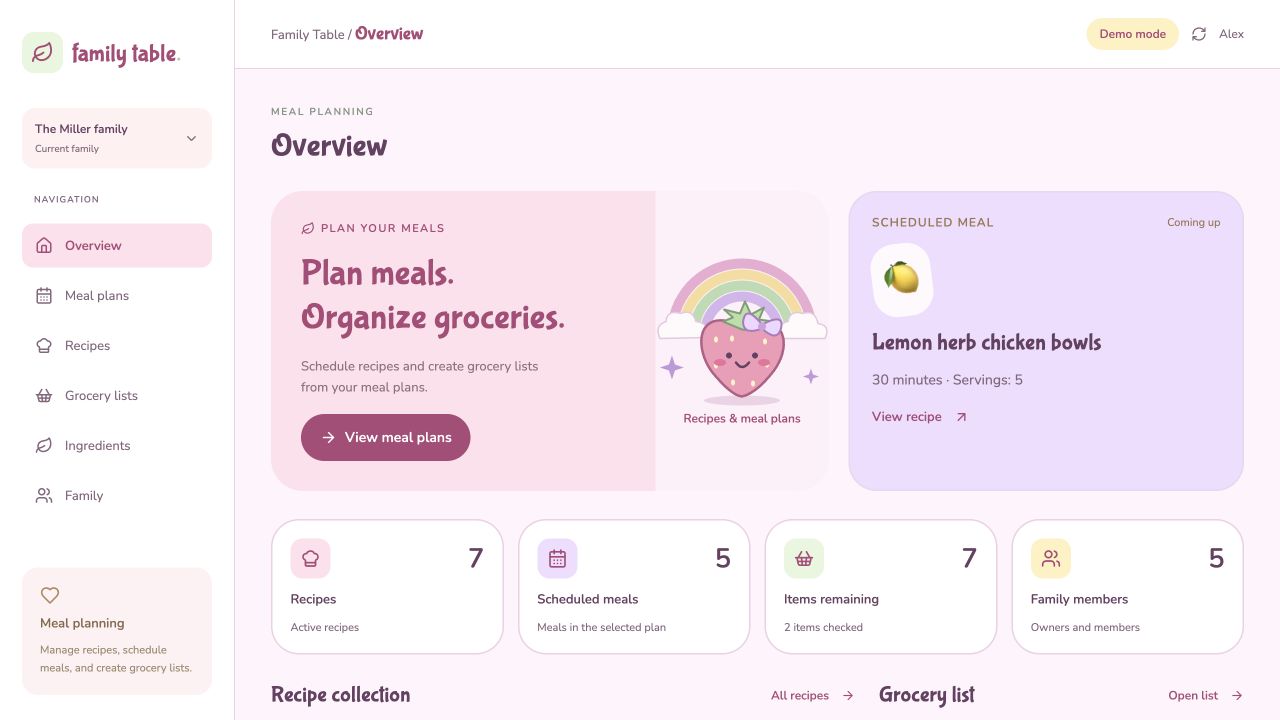 family table.
The Miller family
Current family
NAVIGATION
Overview
Meal plans
Recipes
Grocery lists
Ingredients
Family
Meal planning
Manage recipes, schedule
meals, and create grocery lists.
Family Table / Overview
Demo mode
Alex
MEAL PLANNING
Overview
PLAN YOUR MEALS
Plan meals.
Organize groceries.
Schedule recipes and create grocery lists
from your meal plans.
View meal plans
Recipes & meal plans
SCHEDULED MEAL
Coming up
Lemon herb chicken bowls
30 minutes · Servings: 5
View recipe
7
Recipes
Active recipes
5
Scheduled meals
Meals in the selected plan
7
Items remaining
2 items checked
5
Family members
Owners and members
Recipe collection
All recipes
Grocery list
Open list